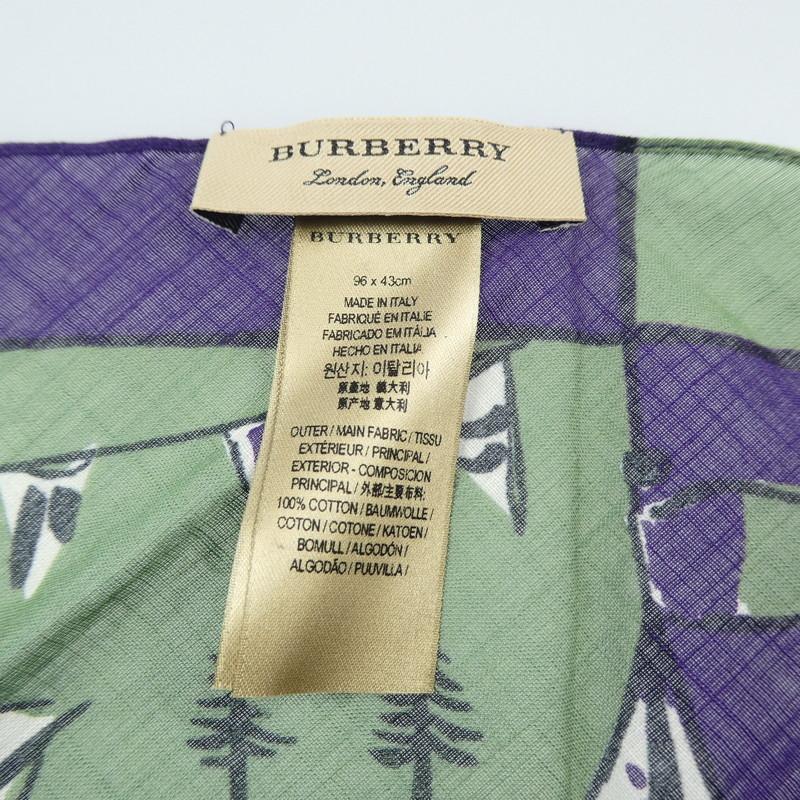 BURBERRY
London, England
BURBERRY
96 x 43cm
MADE IN ITALY
FABRIQUÉ EN ITALIE
FABRICADO EM ITÁLIA
HECHO EN ITALIA
원산지: 이탈리아
原產地 義大利
原产地 意大利
OUTER / MAIN FABRIC / TISSU
EXTÉRIEUR / PRINCIPAL /
EXTERIOR - COMPOSICION
PRINCIPAL / 外部/主要布料:
100% COTTON / BAUMWOLLE /
COTON / COTONE / KATOEN /
BOMULL / ALGODÓN /
ALGODÃO / PUUVILLA /